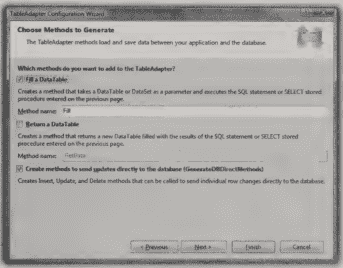 TableAdapter Configuration Wizard
Choose Methods to Generate
The TableAdapter methods load and save data between your application and the database.
Which methods do you want to add to the TableAdapter?
Fill a DataTable
Creates a method that takes a DataTable or DataSet as a parameter and executes the SQL statement or SELECT stored
procedure entered on the previous page.
Method name: Fill
Return a DataTable
Creates a method that returns a new DataTable filled with the results of the SQL statement or SELECT stored
procedure entered on the previous page.
Method name:
Create methods to send updates directly to the database (GenerateDBDirectMethods)
Creates Insert, Update, and Delete methods that can be called to send individual row changes directly to the database.
< Previous Next > Finish Cancel